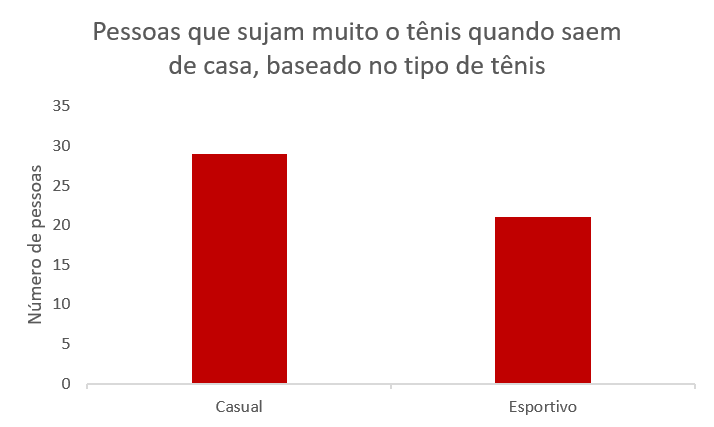 Pessoas que sujam muito o tênis quando saem
de casa, baseado no tipo de tênis
Número de pessoas
35
30
25
20
15
10
5
0
Casual
Esportivo